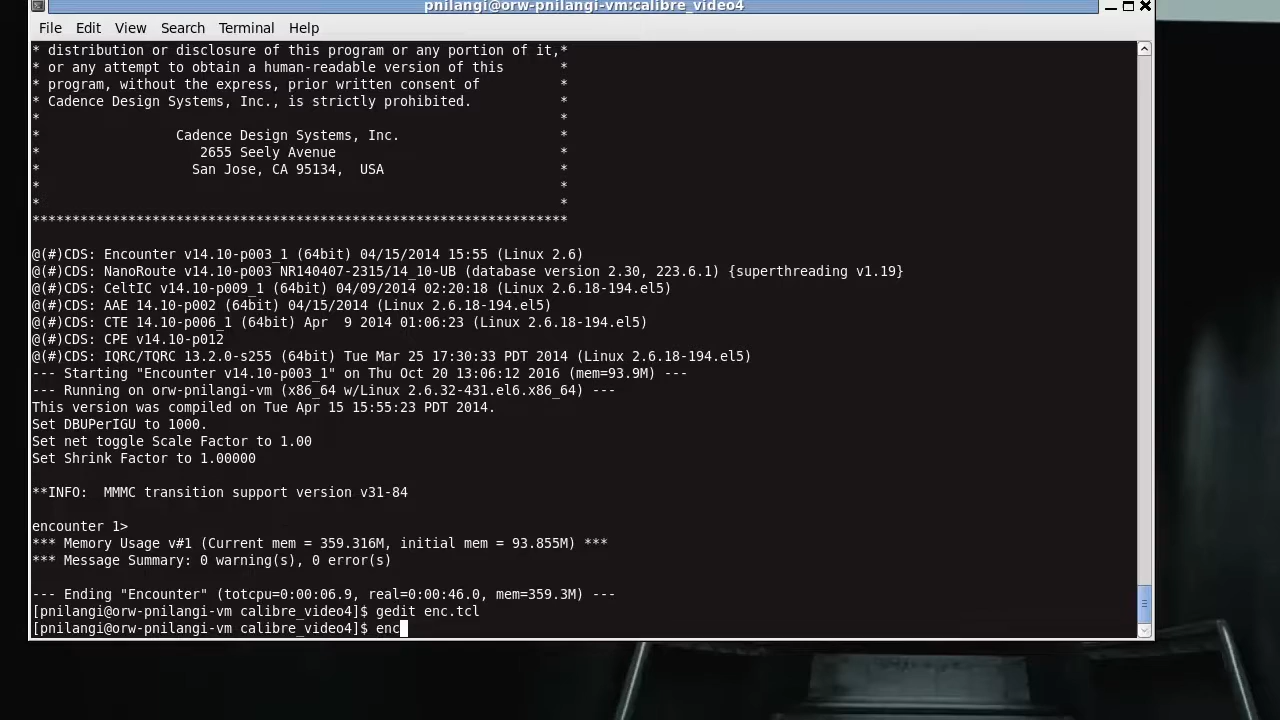 pnilangi@orw-pnilangi-vm:calibre_video4
File Edit View Search Terminal Help
* distribution or disclosure of this program or any portion of it,*
* or any attempt to obtain a human-readable version of this       *
* program, without the express, prior written consent of          *
* Cadence Design Systems, Inc., is strictly prohibited.           *
*                                                                 *
*                 Cadence Design Systems, Inc.                    *
*                    2655 Seely Avenue                            *
*                   San Jose, CA 95134,  USA                      *
*                                                                 *
*                                                                 *
*******************************************************************
@(#)CDS: Encounter v14.10-p003_1 (64bit) 04/15/2014 15:55 (Linux 2.6)
@(#)CDS: NanoRoute v14.10-p003 NR140407-2315/14_10-UB (database version 2.30, 223.6.1) {superthreading v1.19}
@(#)CDS: CeltIC v14.10-p009_1 (64bit) 04/09/2014 02:20:18 (Linux 2.6.18-194.el5)
@(#)CDS: AAE 14.10-p002 (64bit) 04/15/2014 (Linux 2.6.18-194.el5)
@(#)CDS: CTE 14.10-p006_1 (64bit) Apr  9 2014 01:06:23 (Linux 2.6.18-194.el5)
@(#)CDS: CPE v14.10-p012
@(#)CDS: IQRC/TQRC 13.2.0-s255 (64bit) Tue Mar 25 17:30:33 PDT 2014 (Linux 2.6.18-194.el5)
--- Starting "Encounter v14.10-p003_1" on Thu Oct 20 13:06:12 2016 (mem=93.9M) ---
--- Running on orw-pnilangi-vm (x86_64 w/Linux 2.6.32-431.el6.x86_64) ---
This version was compiled on Tue Apr 15 15:55:23 PDT 2014.
Set DBUPerIGU to 1000.
Set net toggle Scale Factor to 1.00
Set Shrink Factor to 1.00000
**INFO:  MMMC transition support version v31-84
encounter 1>
*** Memory Usage v#1 (Current mem = 359.316M, initial mem = 93.855M) ***
*** Message Summary: 0 warning(s), 0 error(s)
--- Ending "Encounter" (totcpu=0:00:06.9, real=0:00:46.0, mem=359.3M) ---
[pnilangi@orw-pnilangi-vm calibre_video4]$ gedit enc.tcl
[pnilangi@orw-pnilangi-vm calibre_video4]$ enc